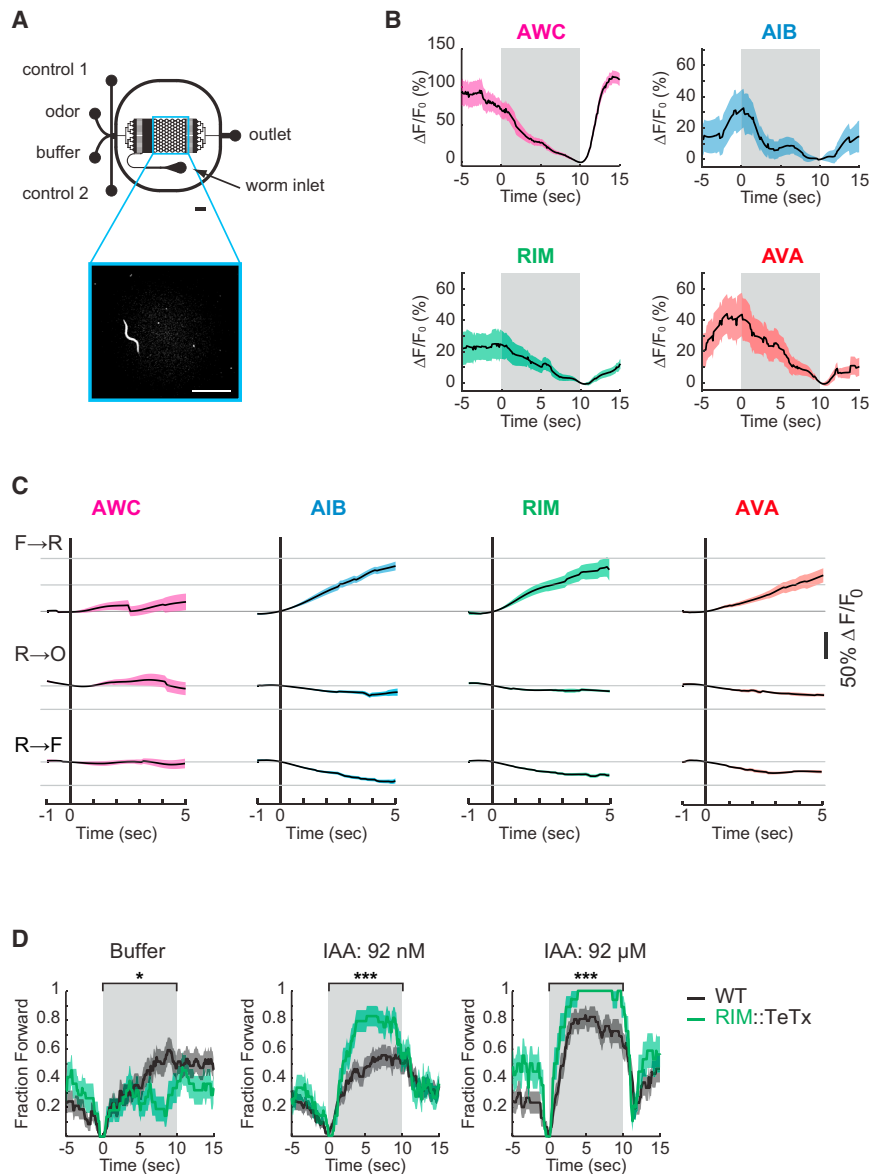 A
control 1
odor
buffer
control 2
outlet
worm inlet
B
AWC
150
100
50
0
ΔF/F0 (%)
-5 0 5 10 15
Time (sec)
AIB
60
40
20
0
ΔF/F0 (%)
-5 0 5 10 15
Time (sec)
RIM
60
40
20
0
ΔF/F0 (%)
-5 0 5 10 15
Time (sec)
AVA
60
40
20
0
ΔF/F0 (%)
-5 0 5 10 15
Time (sec)
C
AWC AIB RIM AVA
F→R
R→O
R→F
50% Δ F/F0
-1 0 5
Time (sec)
-1 0 5
Time (sec)
-1 0 5
Time (sec)
-1 0 5
Time (sec)
D
Buffer
*
Fraction Forward
1
0.8
0.6
0.4
0.2
-5 0 5 10 15
Time (sec)
IAA: 92 nM
***
Fraction Forward
1
0.8
0.6
0.4
0.2
-5 0 5 10 15
Time (sec)
IAA: 92 µM
***
Fraction Forward
1
0.8
0.6
0.4
0.2
-5 0 5 10 15
Time (sec)
WT
RIM::TeTx